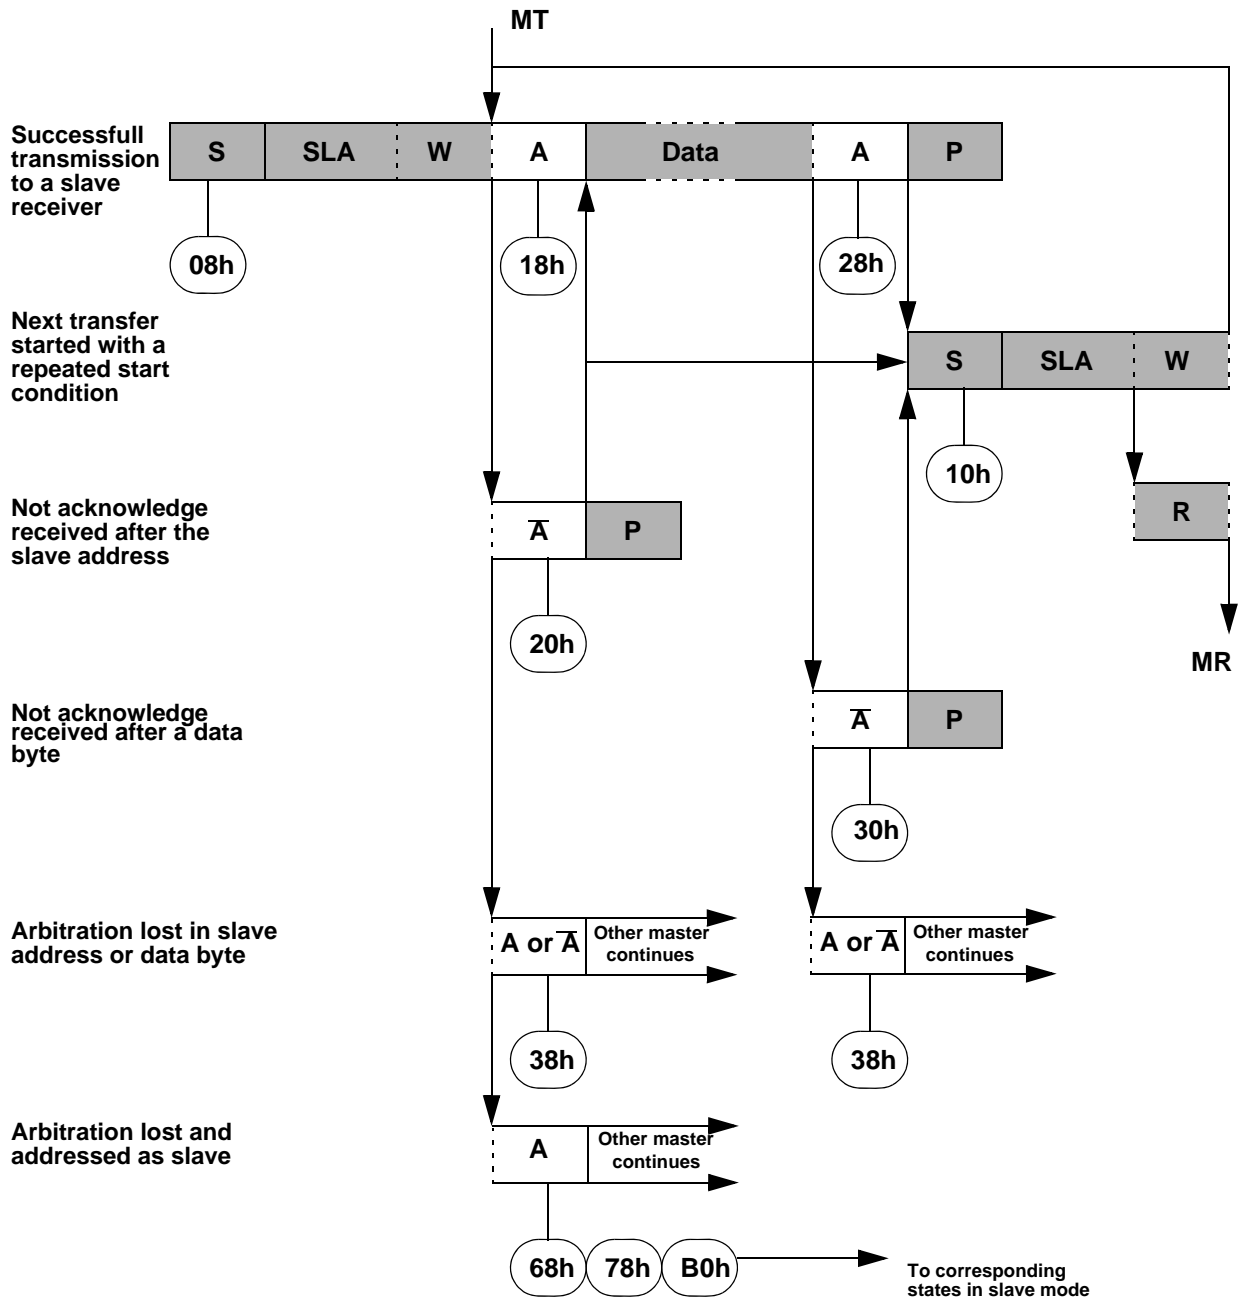 MT
Successfull
transmission
to a slave
receiver
S SLA W A Data A P
08h 18h 28h
Next transfer
started with a
repeated start
condition
S SLA W
10h
Not acknowledge
received after the
slave address
A̅ P
R
20h
MR
Not acknowledge
received after a data
byte
A̅ P
30h
Arbitration lost in slave
address or data byte
A or A̅
Other master
continues
A or A̅
Other master
continues
38h 38h
Arbitration lost and
addressed as slave
A
Other master
continues
68h 78h B0h
To corresponding
states in slave mode